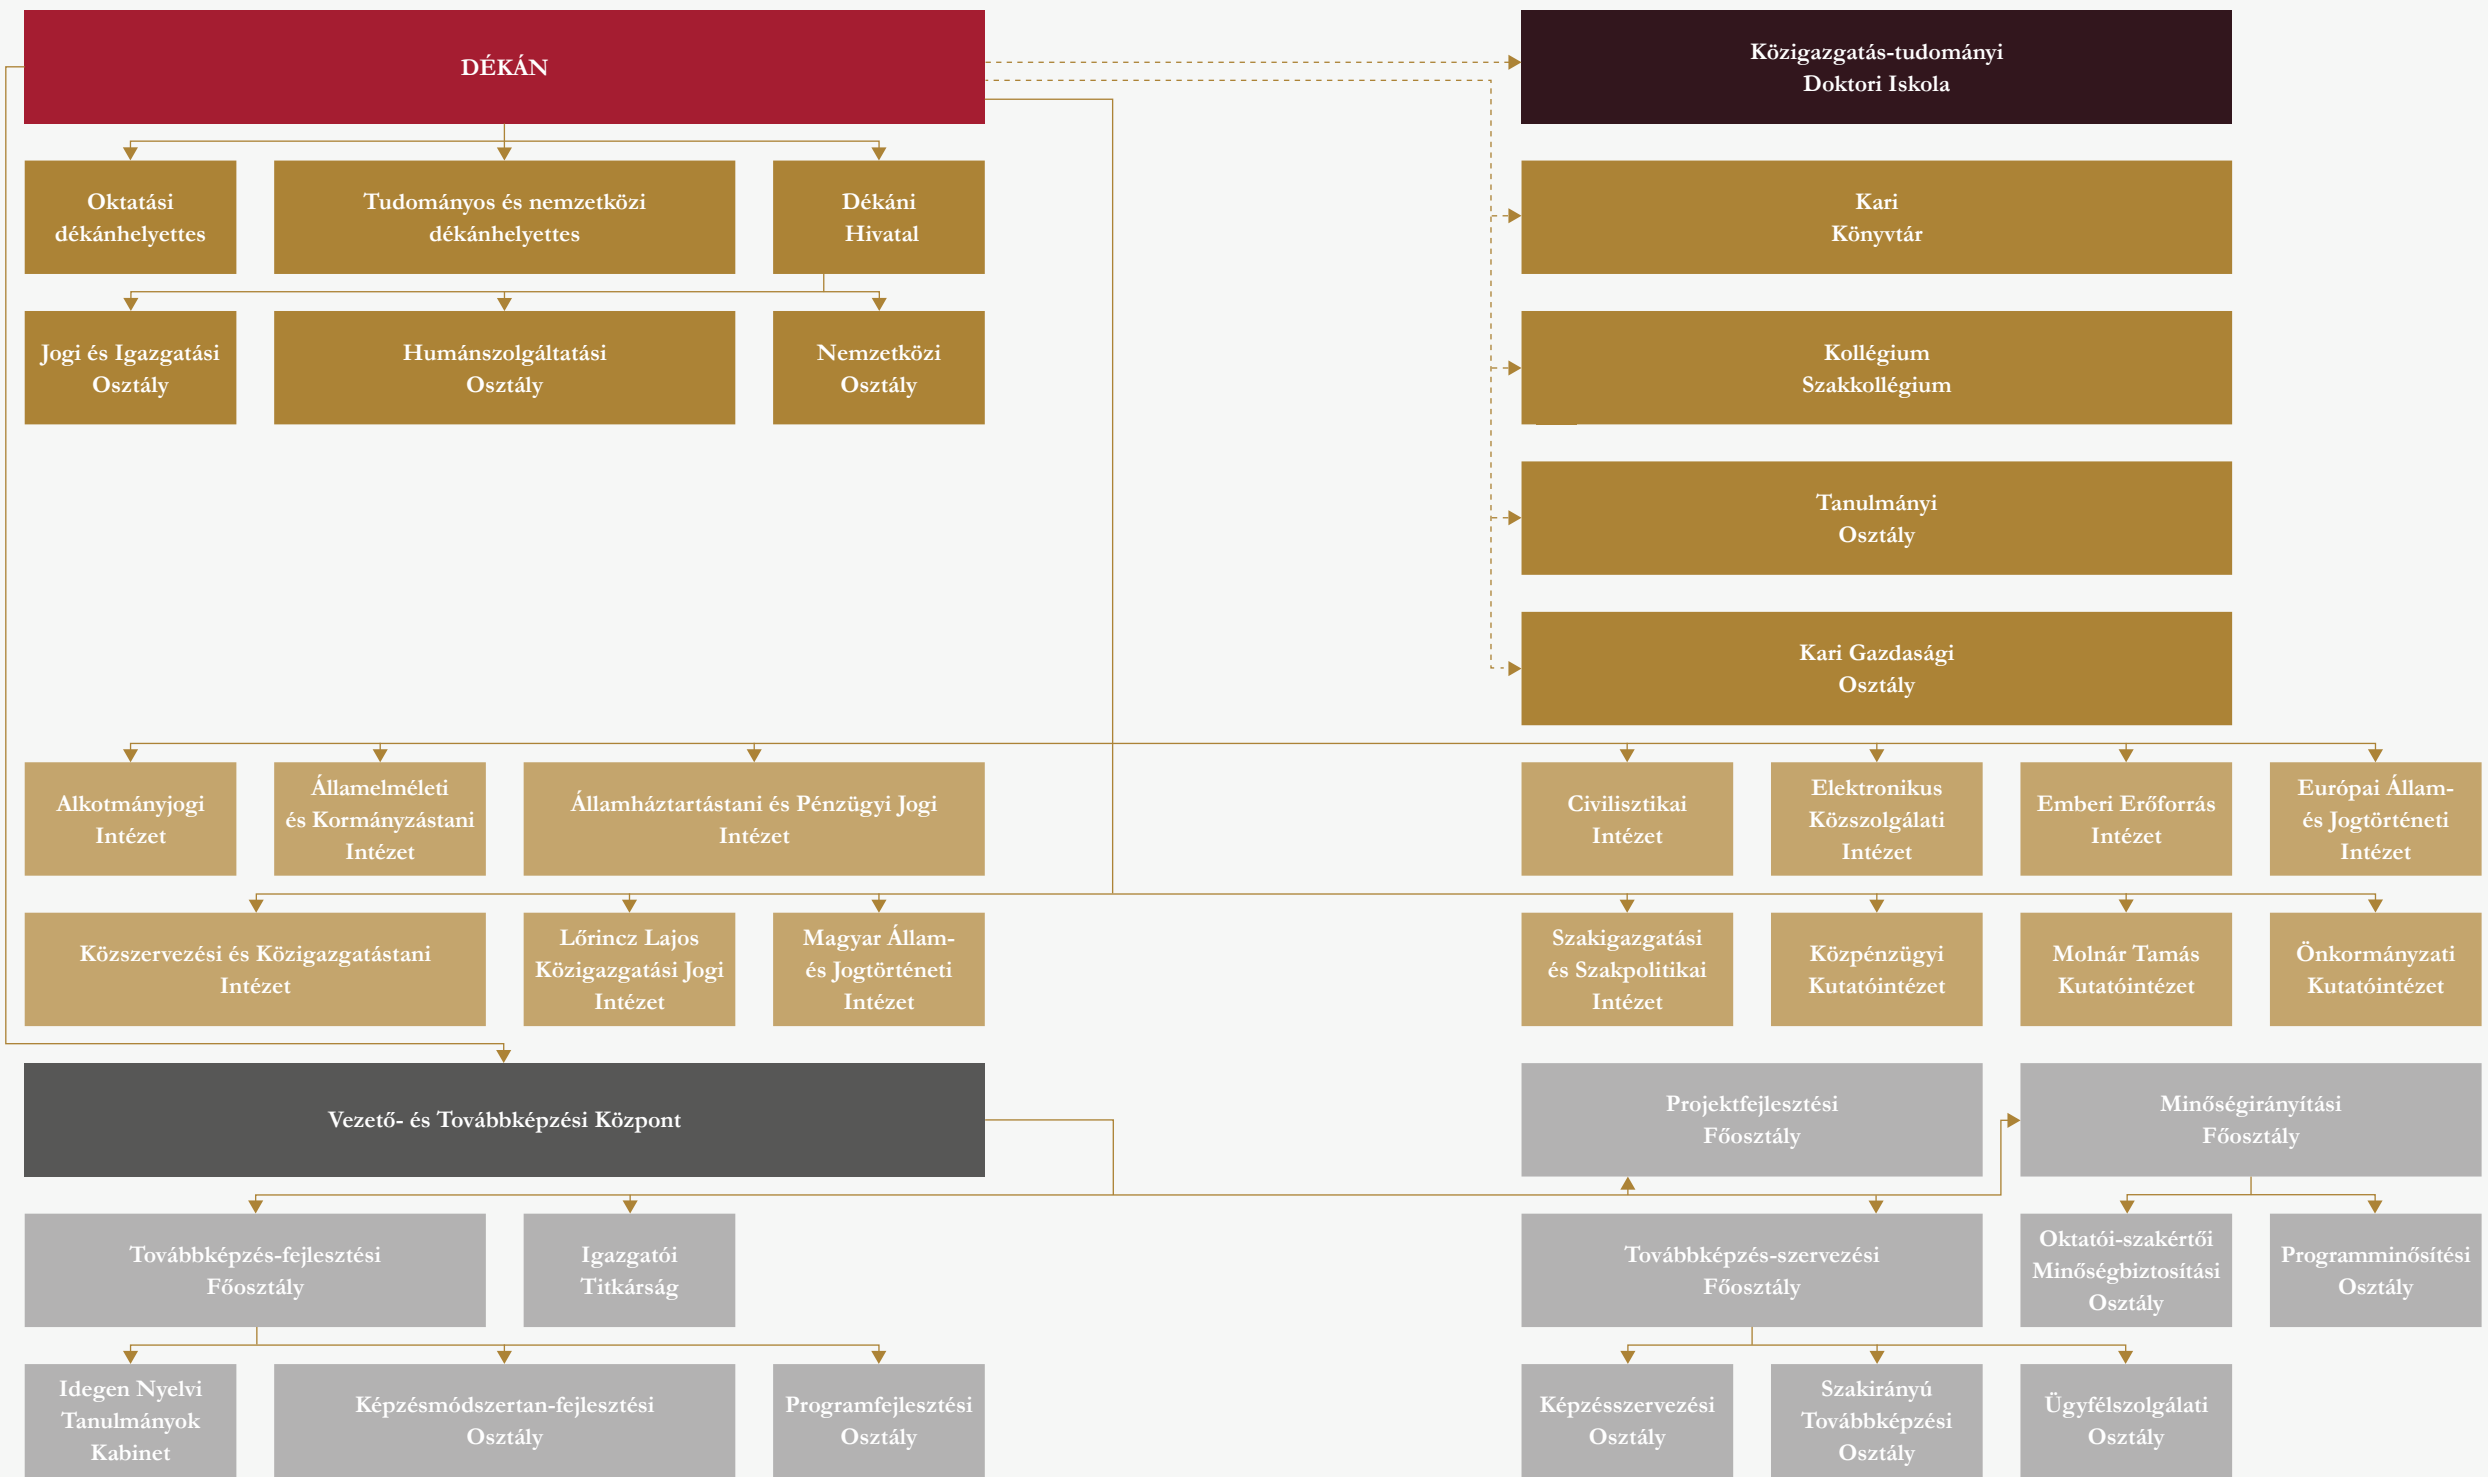 DÉKÁN
Közigazgatás-tudományi
Doktori Iskola
Oktatási
dékánhelyettes
Tudományos és nemzetközi
dékánhelyettes
Dékáni
Hivatal
Kari
Könyvtár
Jogi és Igazgatási
Osztály
Humánszolgáltatási
Osztály
Nemzetközi
Osztály
Kollégium
Szakkollégium
Tanulmányi
Osztály
Kari Gazdasági
Osztály
Alkotmányjogi
Intézet
Államelméleti
és Kormányzástani
Intézet
Államháztartástani és Pénzügyi Jogi
Intézet
Civilisztikai
Intézet
Elektronikus
Közszolgálati
Intézet
Emberi Erőforrás
Intézet
Európai Állam-
és Jogtörténeti
Intézet
Közszervezési és Közigazgatástani
Intézet
Lőrincz Lajos
Közigazgatási Jogi
Intézet
Magyar Állam-
és Jogtörténeti
Intézet
Szakigazgatási
és Szakpolitikai
Intézet
Közpénzügyi
Kutatóintézet
Molnár Tamás
Kutatóintézet
Önkormányzati
Kutatóintézet
Vezető- és Továbbképzési Központ
Projektfejlesztési
Főosztály
Minőségirányítási
Főosztály
Továbbképzés-fejlesztési
Főosztály
Igazgatói
Titkárság
Továbbképzés-szervezési
Főosztály
Oktatói-szakértői
Minőségbiztosítási
Osztály
Programminősítési
Osztály
Idegen Nyelvi
Tanulmányok
Kabinet
Képzésmódszertan-fejlesztési
Osztály
Programfejlesztési
Osztály
Képzésszervezési
Osztály
Szakirányú
Továbbképzési
Osztály
Ügyfélszolgálati
Osztály